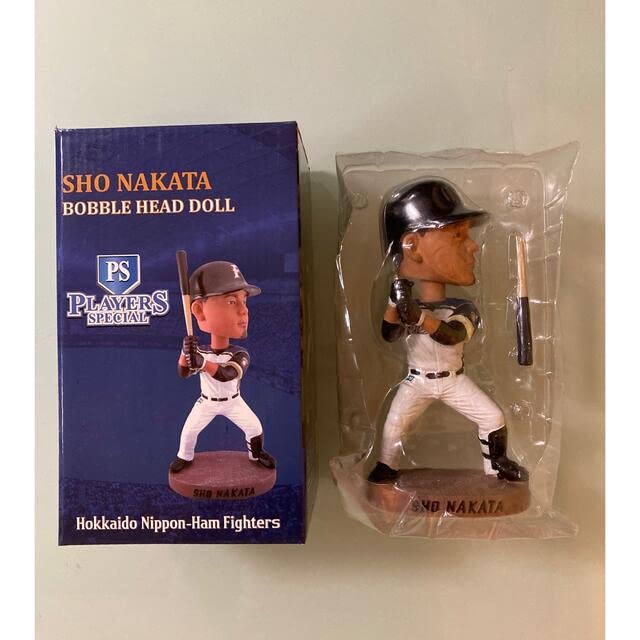 SHO NAKATA
BOBBLE HEAD DOLL
PS
PLAYERS
SPECIAL
SHO NAKATA
Hokkaido Nippon-Ham Fighters
SHO NAKATA